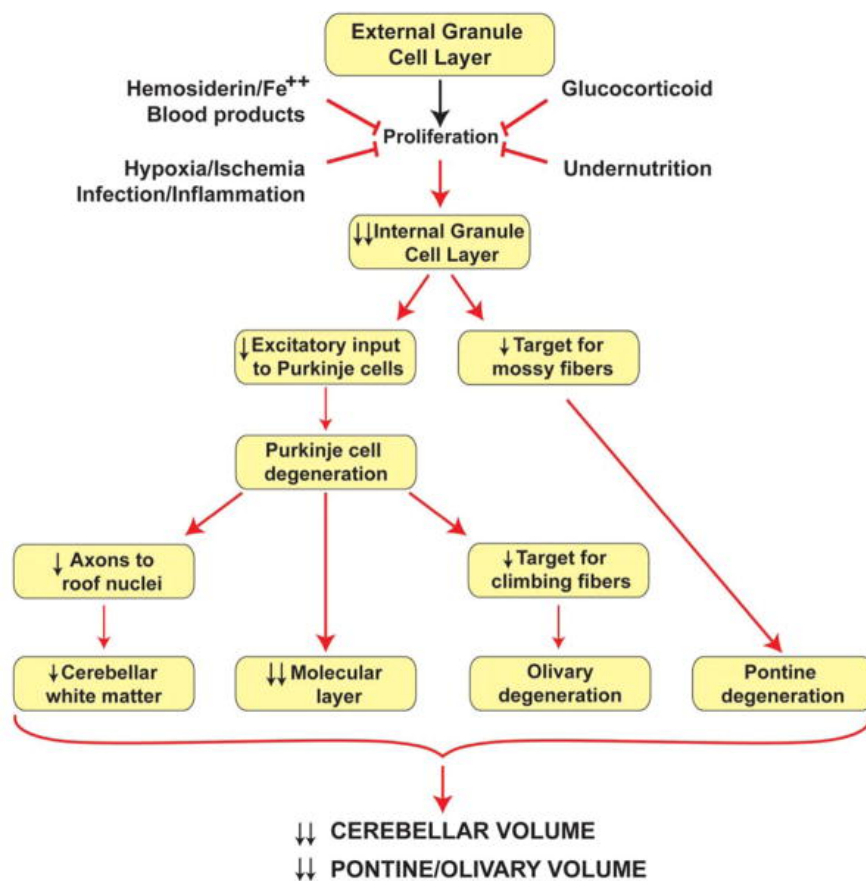 External Granule
Cell Layer
Hemosiderin/Fe++
Blood products
Glucocorticoid
Proliferation
Hypoxia/Ischemia
Infection/Inflammation
Undernutrition
↓↓Internal Granule
Cell Layer
↓Excitatory input
to Purkinje cells
↓Target for
mossy fibers
Purkinje cell
degeneration
↓Axons to
roof nuclei
↓Target for
climbing fibers
↓Cerebellar
white matter
↓↓Molecular
layer
Olivary
degeneration
Pontine
degeneration
↓↓ CEREBELLAR VOLUME
↓↓ PONTINE/OLIVARY VOLUME